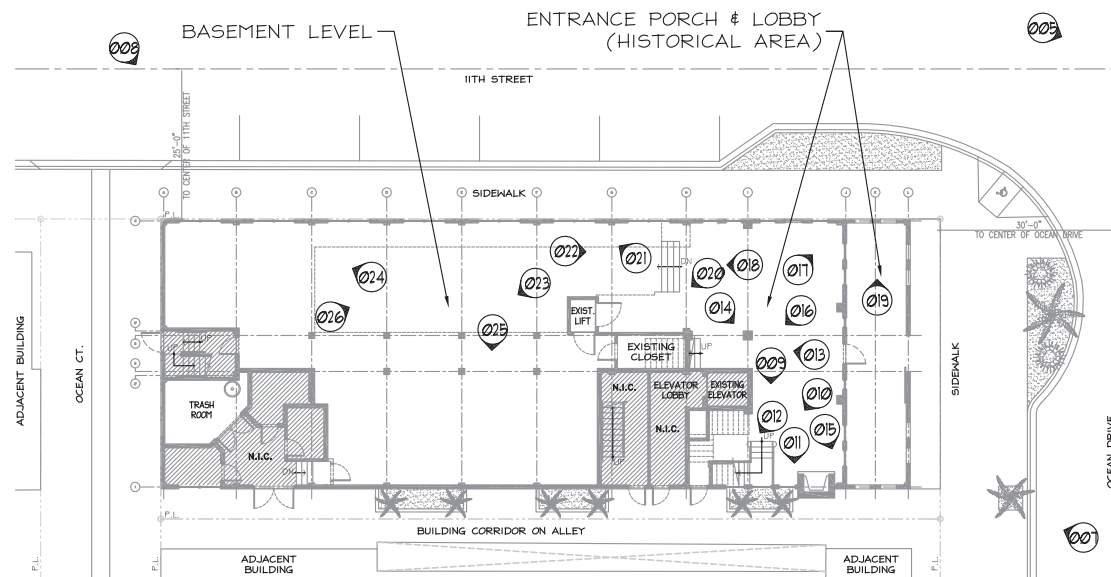 BASEMENT LEVEL
ENTRANCE PORCH & LOBBY
(HISTORICAL AREA)
008
005
11TH STREET
25'-0"
TO CENTER OF 11TH STREET
SIDEWALK
P.L.
30'-0"
TO CENTER OF OCEAN DRIVE
022
021
DN
020
018
017
024
023
014
016
019
026
025
EXIST.
LIFT
EXISTING
CLOSET
UP
009
013
010
012
011
015
UP
UP
UP
TRASH
ROOM
N.I.C.
DN
N.I.C.
UP
ELEVATOR
LOBBY
N.I.C.
EXISTING
ELEVATOR
ADJACENT BUILDING
OCEAN CT.
SIDEWALK
OCEAN DRIVE
007
P.L.
BUILDING CORRIDOR ON ALLEY
ADJACENT
BUILDING
ADJACENT
BUILDING
P.L.
P.L.
P.L.